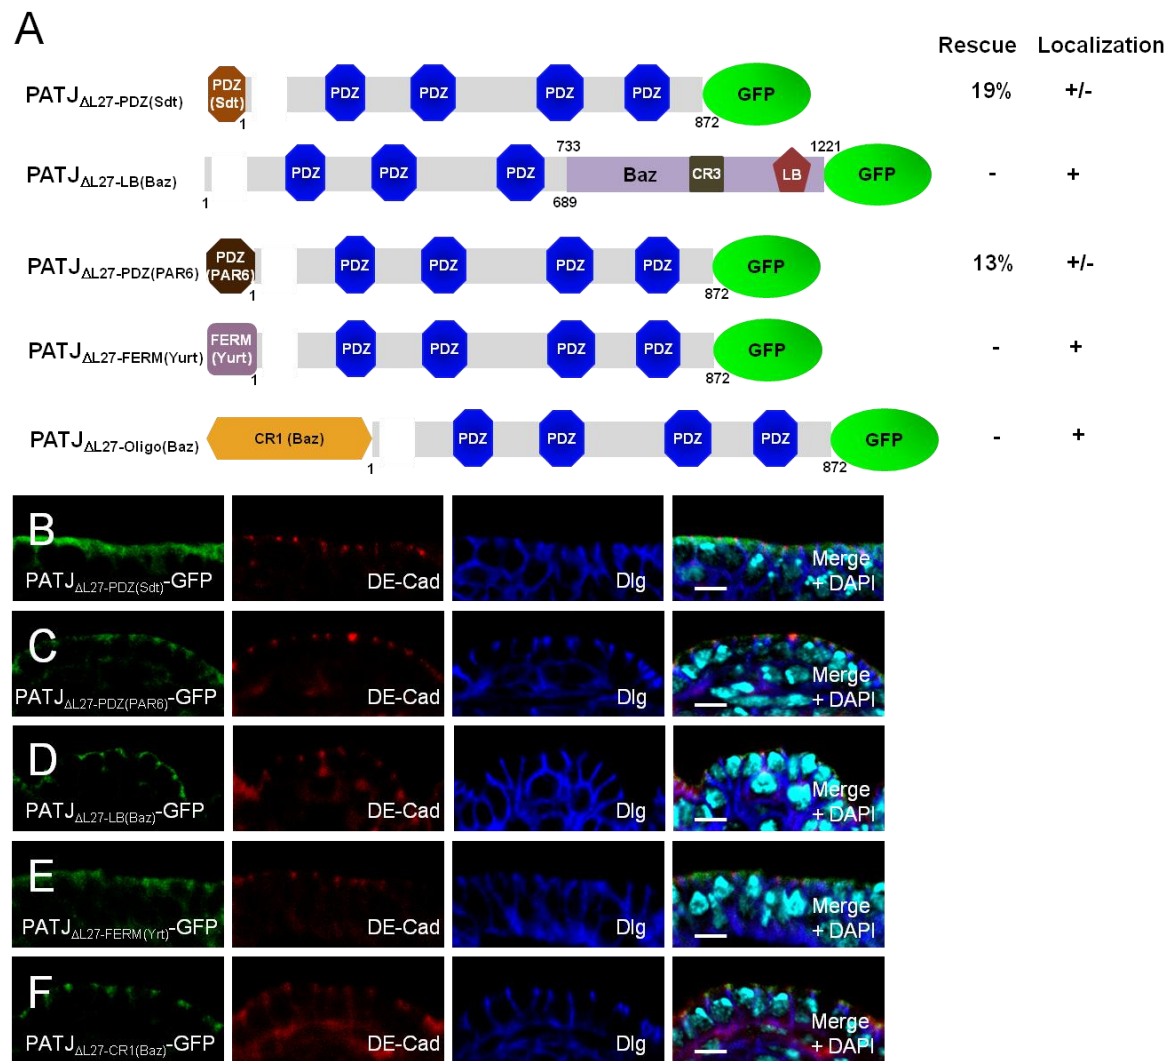 A
Rescue Localization
PATJΔL27-PDZ(Sdt)
PDZ
(Sdt)
PDZ PDZ PDZ PDZ GFP
1 872
19% +/-
PATJΔL27-LB(Baz)
733 1221
PDZ PDZ PDZ Baz CR3 LB GFP
1 689
- +
PATJΔL27-PDZ(PAR6)
PDZ
(PAR6)
PDZ PDZ PDZ PDZ GFP
1 872
13% +/-
PATJΔL27-FERM(Yurt)
FERM
(Yurt)
PDZ PDZ PDZ PDZ GFP
1 872
- +
PATJΔL27-Oligo(Baz)
CR1 (Baz) PDZ PDZ PDZ PDZ GFP
1 872
- +
B
PATJΔL27-PDZ(Sdt)-GFP
DE-Cad
Dlg
Merge
+ DAPI
C
PATJΔL27-PDZ(PAR6)-GFP
DE-Cad
Dlg
Merge
+ DAPI
D
PATJΔL27-LB(Baz)-GFP
DE-Cad
Dlg
Merge
+ DAPI
E
PATJΔL27-FERM(Yrt)-GFP
DE-Cad
Dlg
Merge
+ DAPI
F
PATJΔL27-CR1(Baz)-GFP
DE-Cad
Dlg
Merge
+ DAPI